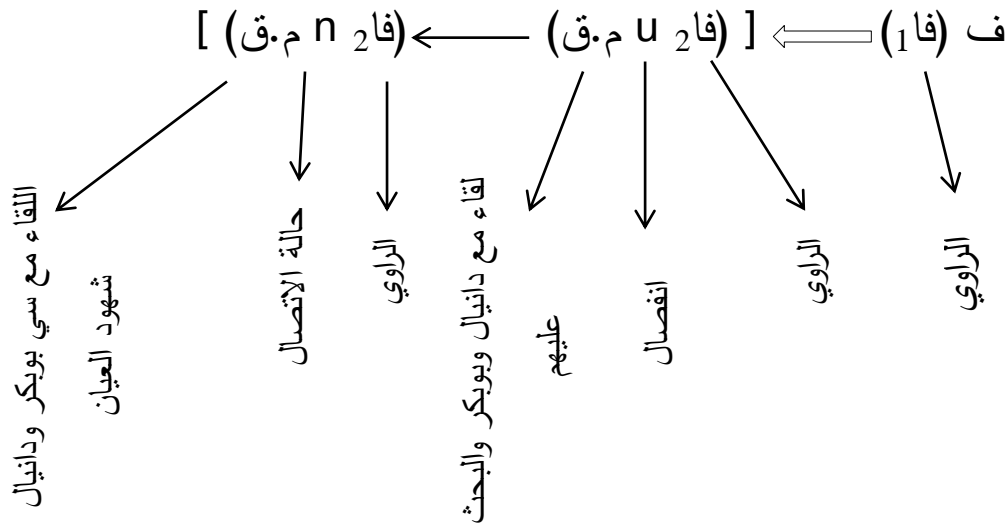 ف (فا1) [ (فا2 u م.ق) (فا2 n م.ق) ]
الراوي
الراوي
انفصال
لقاء مع دانيال وبوبكر والبحث
عليهم
الراوي
حالة الاتصال
اللقاء مع سي بوبكر ودانيال
شهود العيان